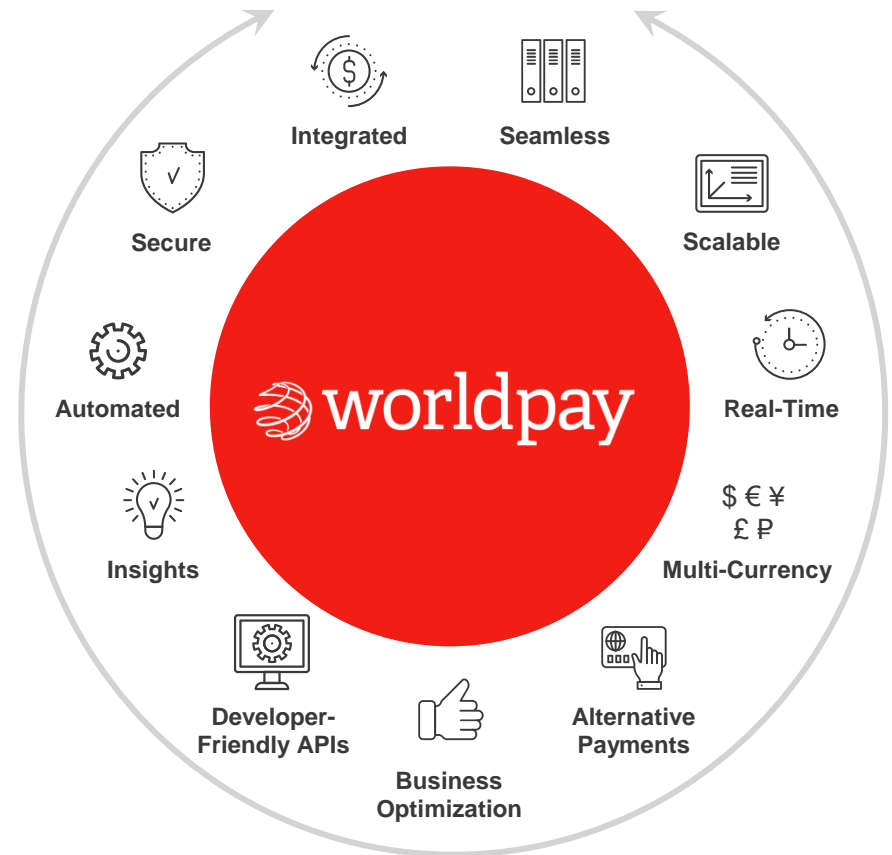 Integrated
Seamless
Secure
Scalable
Automated
worldpay
Real-Time
$ € ¥
£ ₽
Insights
Multi-Currency
Developer-
Friendly APIs
Alternative
Payments
Business
Optimization
$